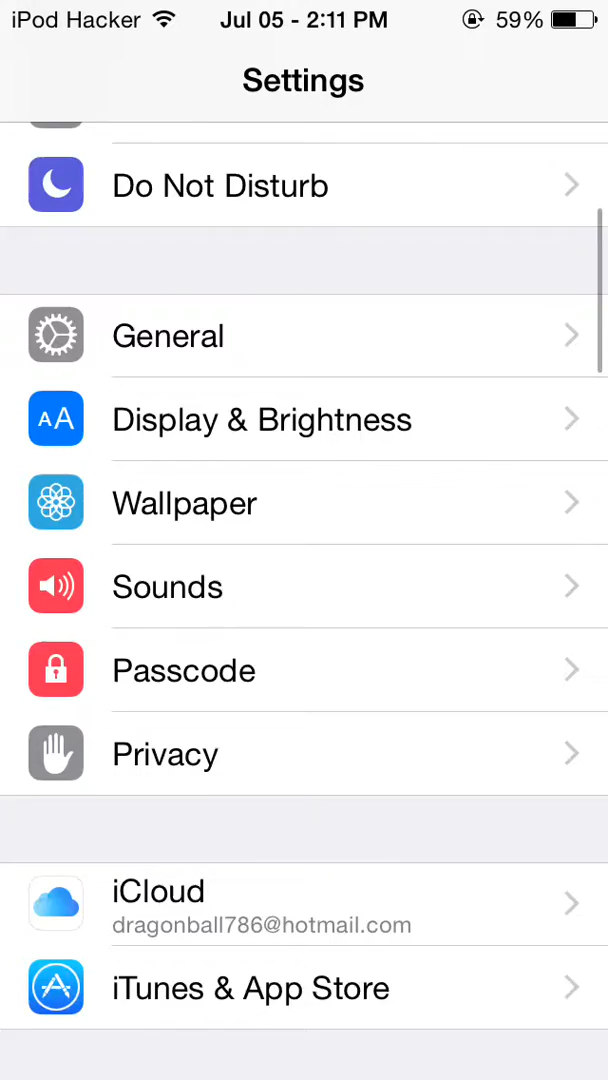 iPod Hacker Jul 05 - 2:11 PM 59%
Settings
Do Not Disturb
General
AA Display & Brightness
Wallpaper
Sounds
Passcode
Privacy
iCloud
dragonball786@hotmail.com
iTunes & App Store